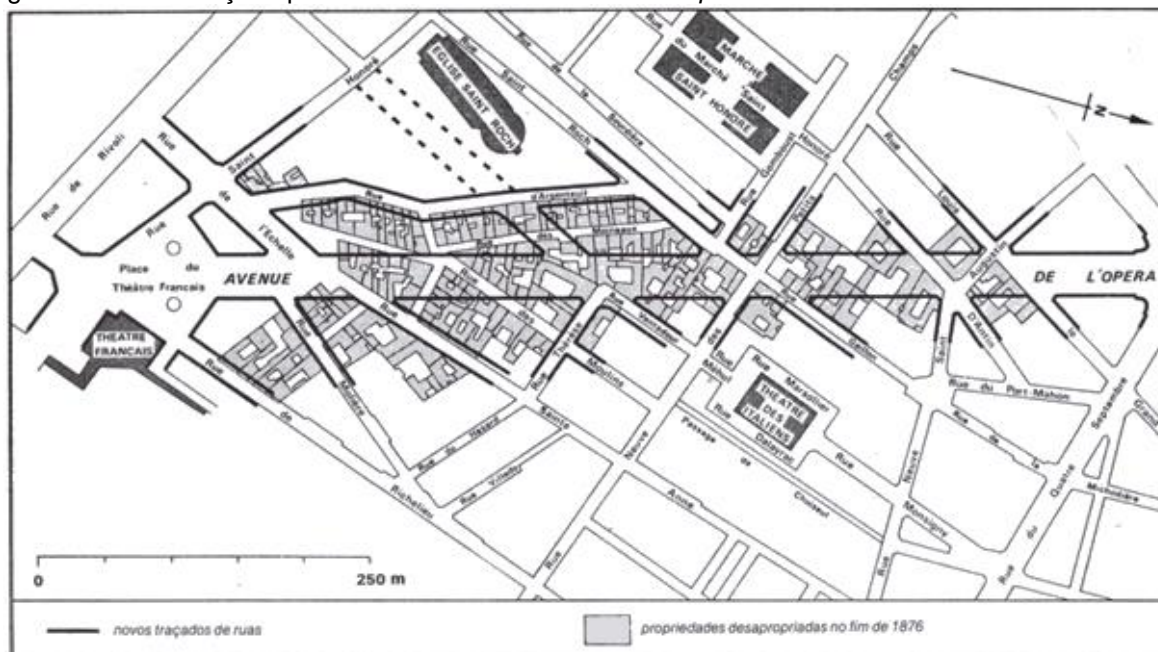 EGLISE SAINT ROCH
Rue Saint Roch
Rue de la Sourdière
MARCHE SAINT HONORE
Rue du Marché Saint Honoré
Rue Gomboust
Rue Neuve des Petits Champs
Rue Louis le Grand
N
Rue de Rivoli
Rue Saint Honoré
Rue de l'Echelle
Rue d'Argenteuil
Rue des Moineaux
Rue
Augustin
D'Antin
Place du
Théâtre Français
AVENUE
DE L'OPERA
THEATRE
FRANCAIS
Rue de Richelieu
Rue Molière
Rue Sainte Anne
Rue des Moulins
Rue Thérèse
Rue Ventadour
Rue du Hasard
Rue Villedo
Rue Méhul
Rue Marsollier
THEATRE
DES
ITALIENS
Rue Dalayrac
Passage de Choiseul
Rue Monsigny
Rue Gaillon
Rue Neuve Saint
Rue du Port-Mahon
Rue de la Michodière
Rue du Quatre Septembre
0
250 m
novos traçados de ruas
propriedades desapropriadas no fim de 1876